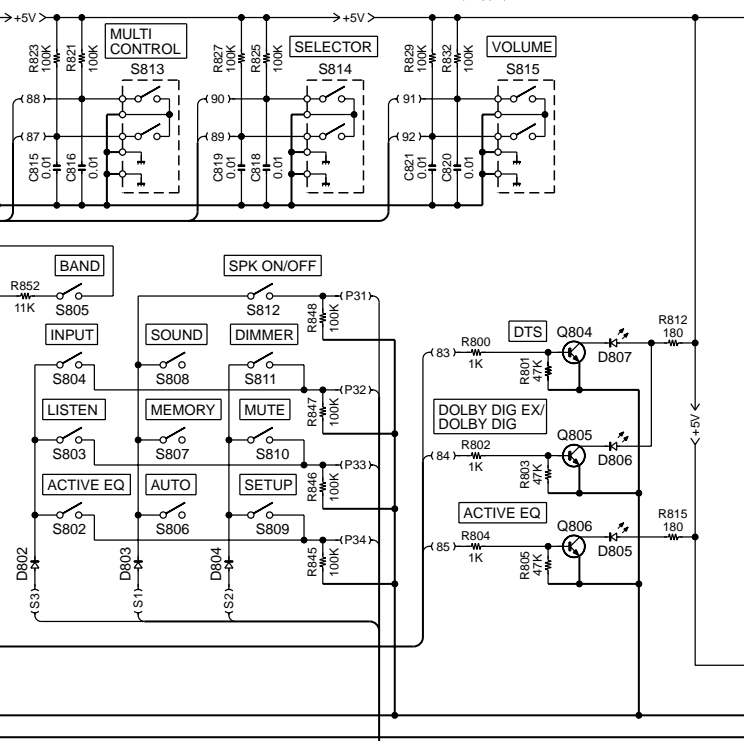 +5V
+5V
+5V
R823
100K
R821
100K
MULTI
CONTROL
S813
R827
100K
R825
100K
SELECTOR
S814
R829
100K
R832
100K
VOLUME
S815
88
90
91
87
89
92
C815
0.01
C816
0.01
C819
0.01
C818
0.01
C821
0.01
C820
0.01
BAND
R852
11K
S805
SPK ON/OFF
S812
P31
R848
100K
INPUT
SOUND
DIMMER
S804
S808
S811
P32
R847
100K
LISTEN
MEMORY
MUTE
S803
S807
S810
P33
R846
100K
ACTIVE EQ
AUTO
SETUP
S802
S806
S809
P34
R845
100K
D802
D803
D804
S3
S1
S2
DTS
Q804
83
R800
1K
R801
47K
D807
R812
180
DOLBY DIG EX/
DOLBY DIG
Q805
84
R802
1K
R803
47K
D806
+5V
ACTIVE EQ
Q806
85
R804
1K
R805
47K
D805
R815
180